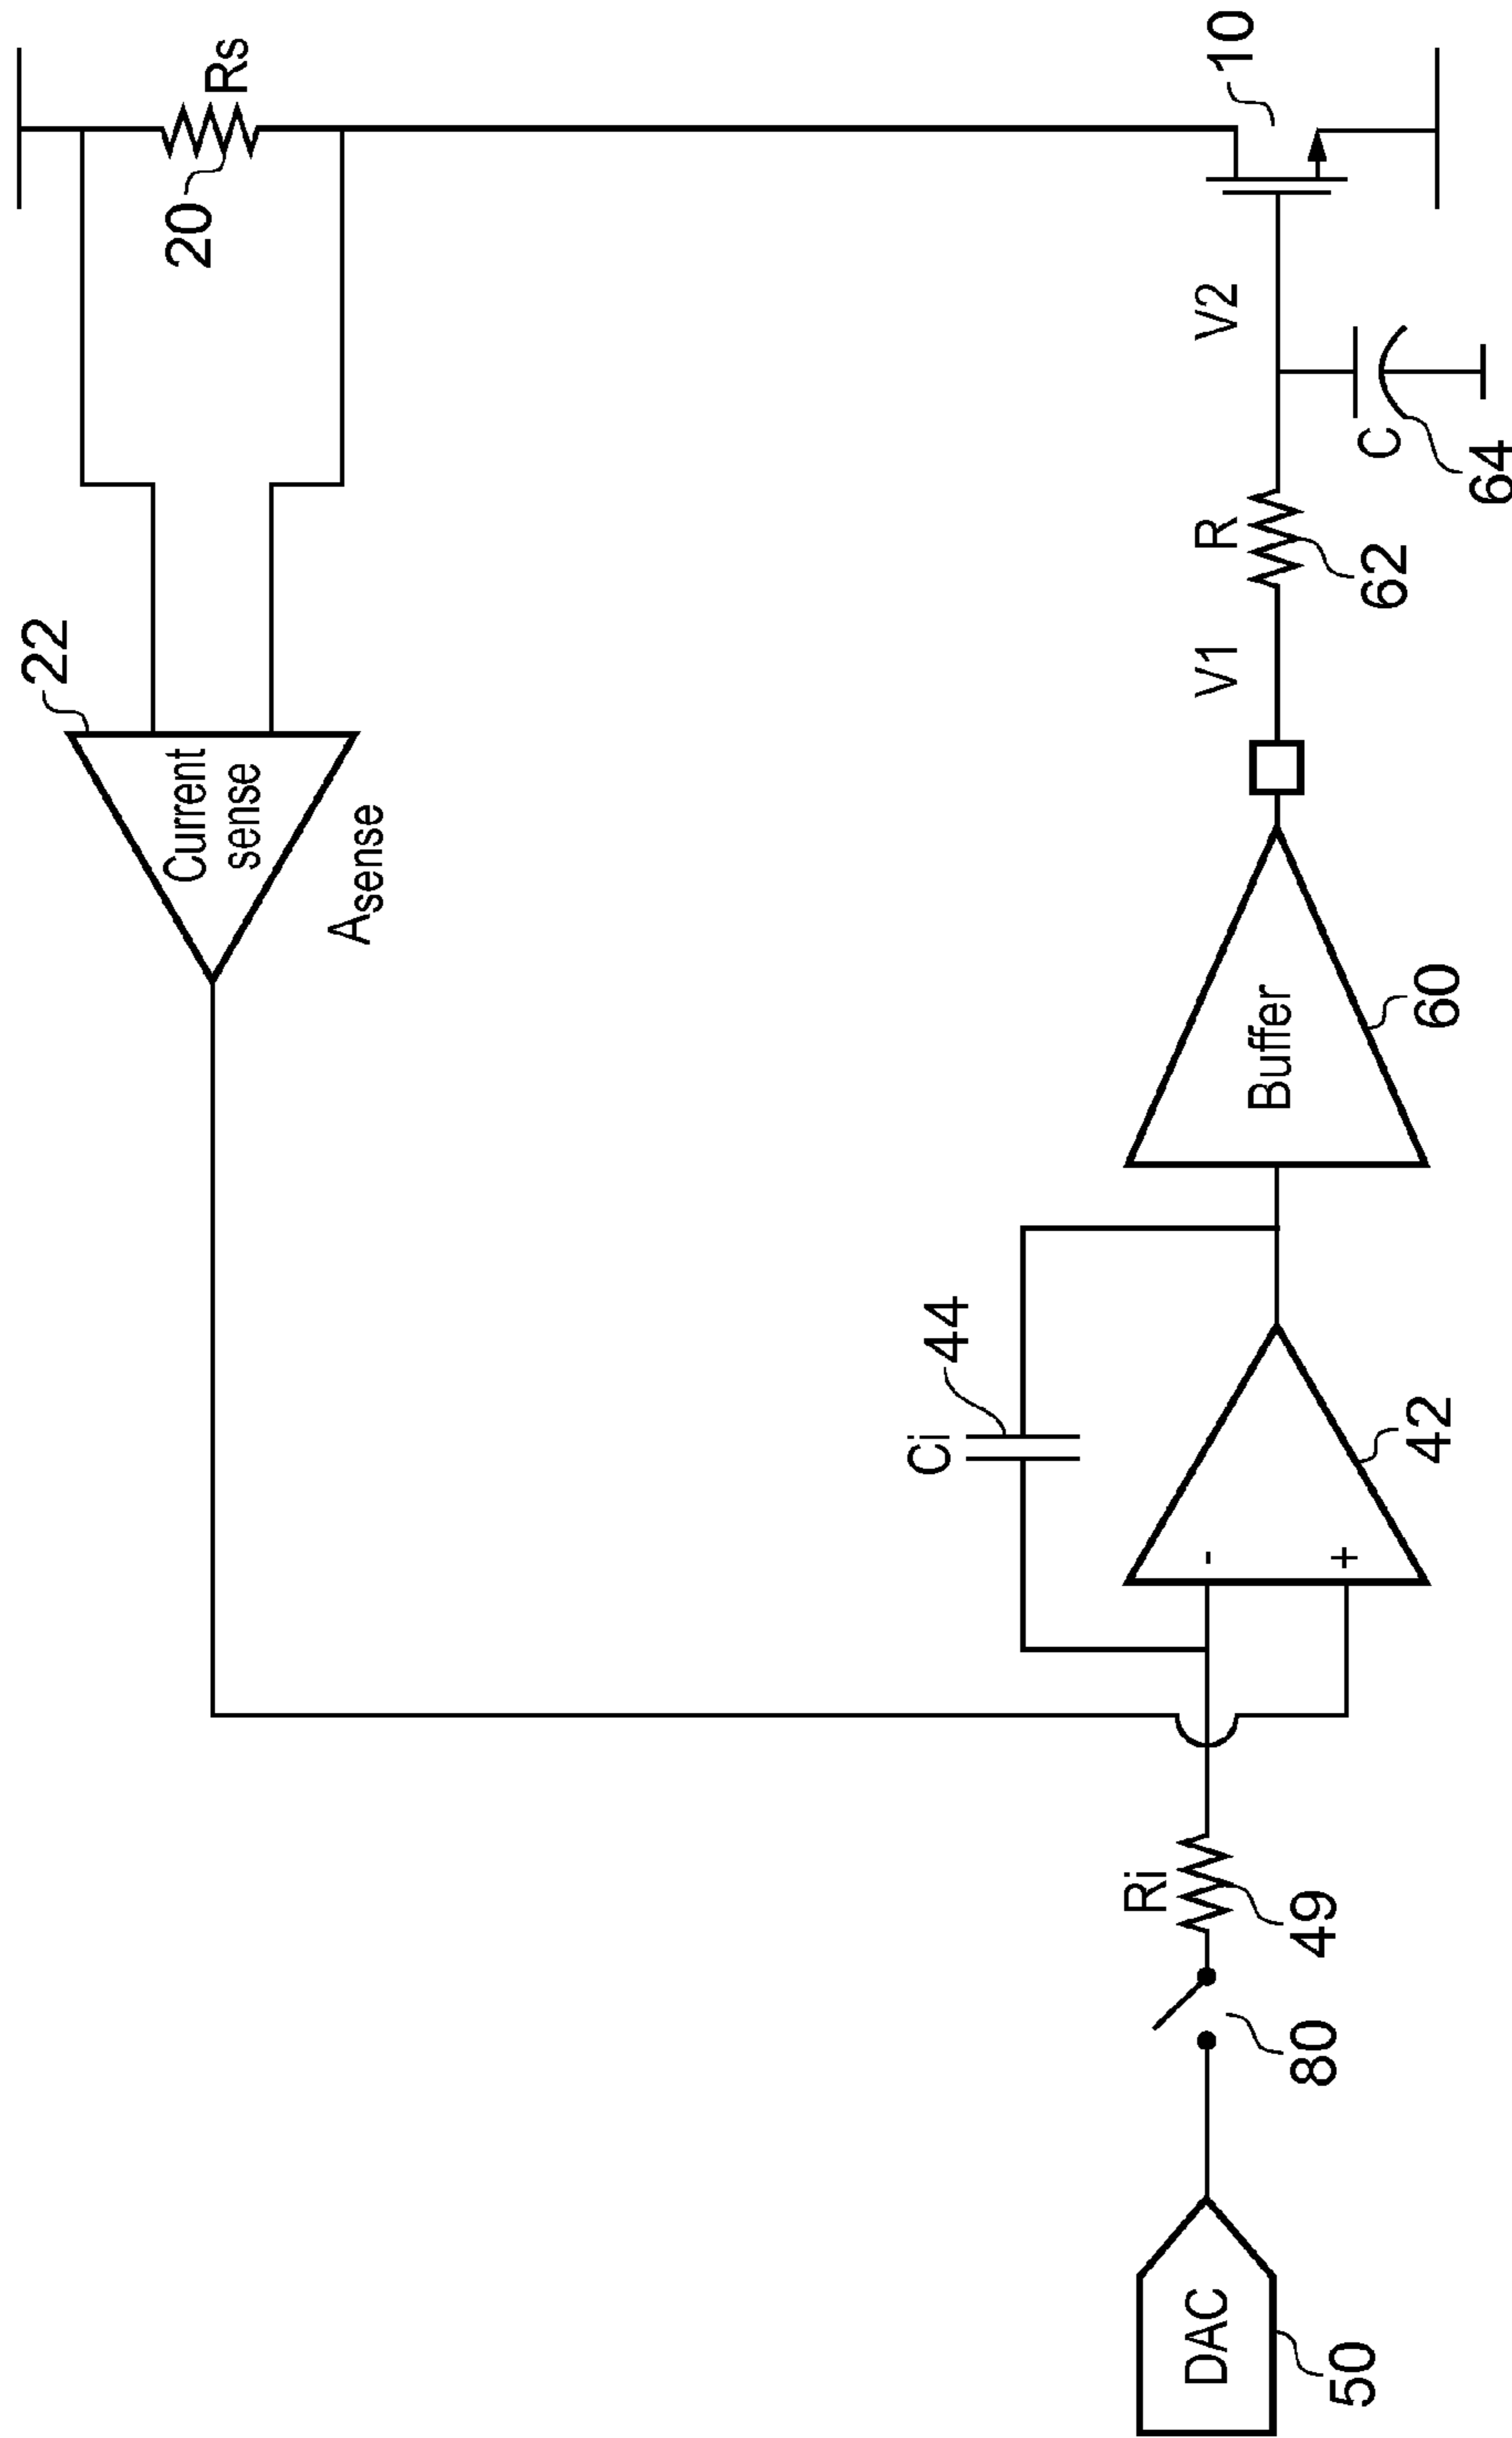 Rs
20
10
22
Current
sense
Asense
V2
C
64
R
62
V1
Buffer
60
Ci
44
-
+
42
Ri
49
80
DAC
50